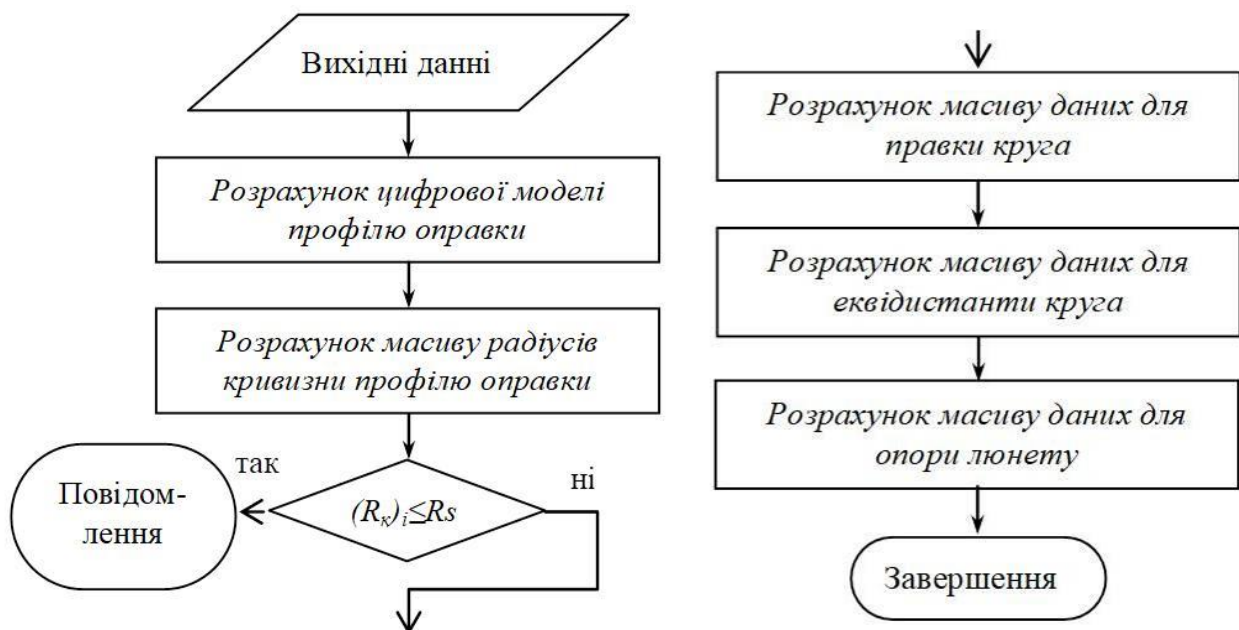 Вихідні данні
Розрахунок цифрової моделі
профілю оправки
Розрахунок масиву радіусів
кривизни профілю оправки
так
ні
Повідом-
лення
(Rк)i≤Rs
Розрахунок масиву даних для
правки круга
Розрахунок масиву даних для
еквідистанти круга
Розрахунок масиву даних для
опори люнету
Завершення